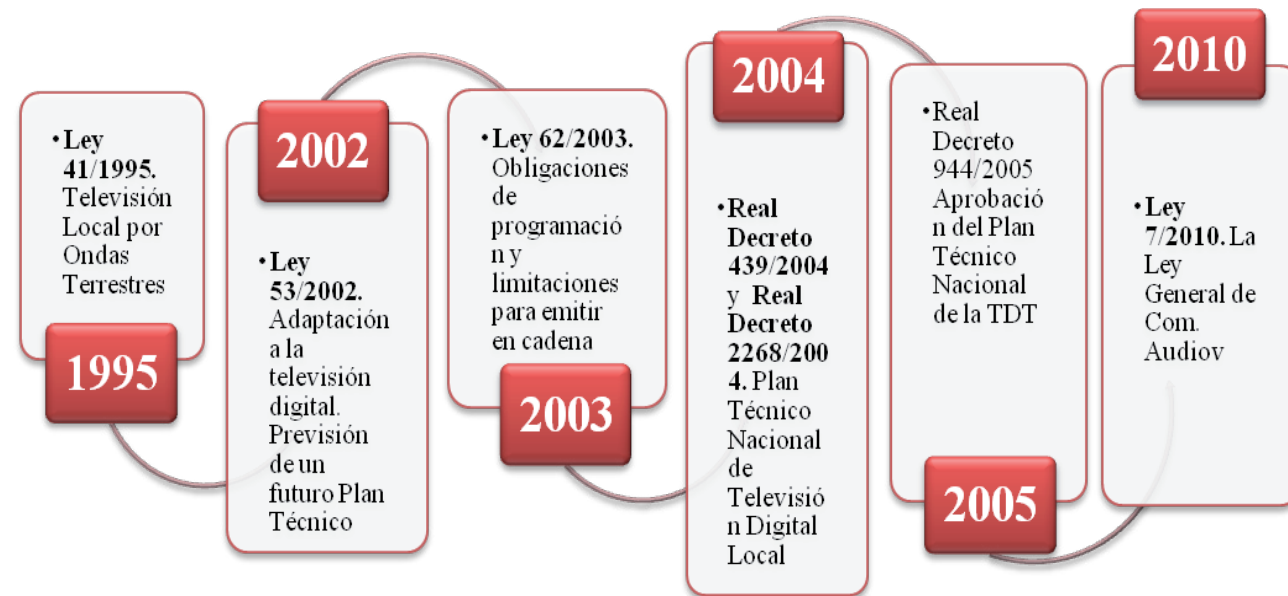 • Ley
41/1995.
Televisión
Local por
Ondas
Terrestres
1995
2002
• Ley
53/2002.
Adaptación
a la
televisión
digital.
Previsión
de un
futuro Plan
Técnico
• Ley 62/2003.
Obligaciones
de
programació
n y
limitaciones
para emitir
en cadena
2003
2004
• Real
Decreto
439/2004
y Real
Decreto
2268/200
4. Plan
Técnico
Nacional
de
Televisió
n Digital
Local
• Real
Decreto
944/2005
Aprobació
n del Plan
Técnico
Nacional
de la TDT
2005
2010
• Ley
7/2010. La
Ley
General de
Com.
Audiov